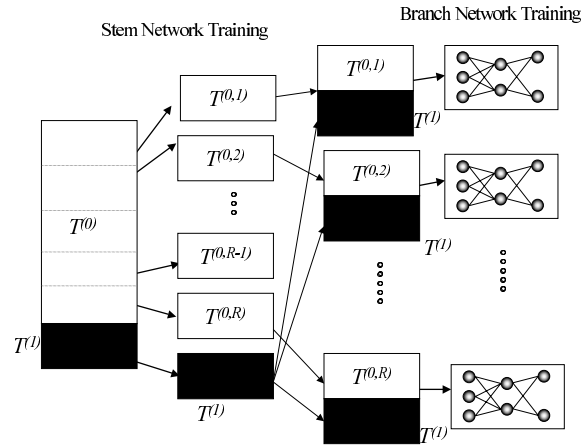 Stem Network Training
Branch Network Training
T(0,1)
T(0,1)
T(1)
T(0,2)
T(0,2)
T(1)
T(0)
T(0,R-1)
T(0,R)
T(1)
T(1)
T(0,R)
T(1)